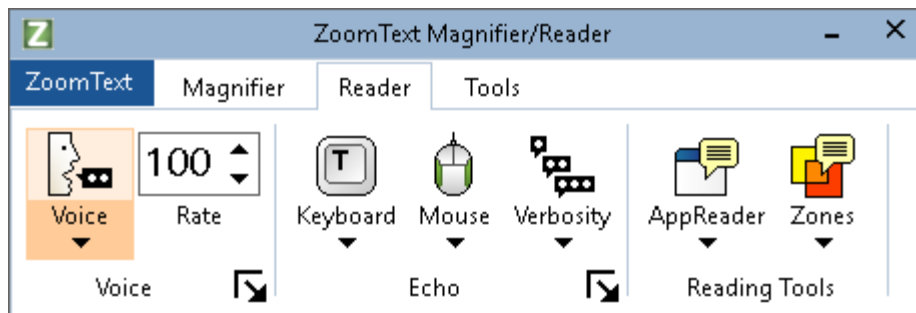 Z ZoomText Magnifier/Reader
ZoomText Magnifier Reader Tools
100 T
Voice Rate Keyboard Mouse Verbosity AppReader Zones
Voice Echo Reading Tools